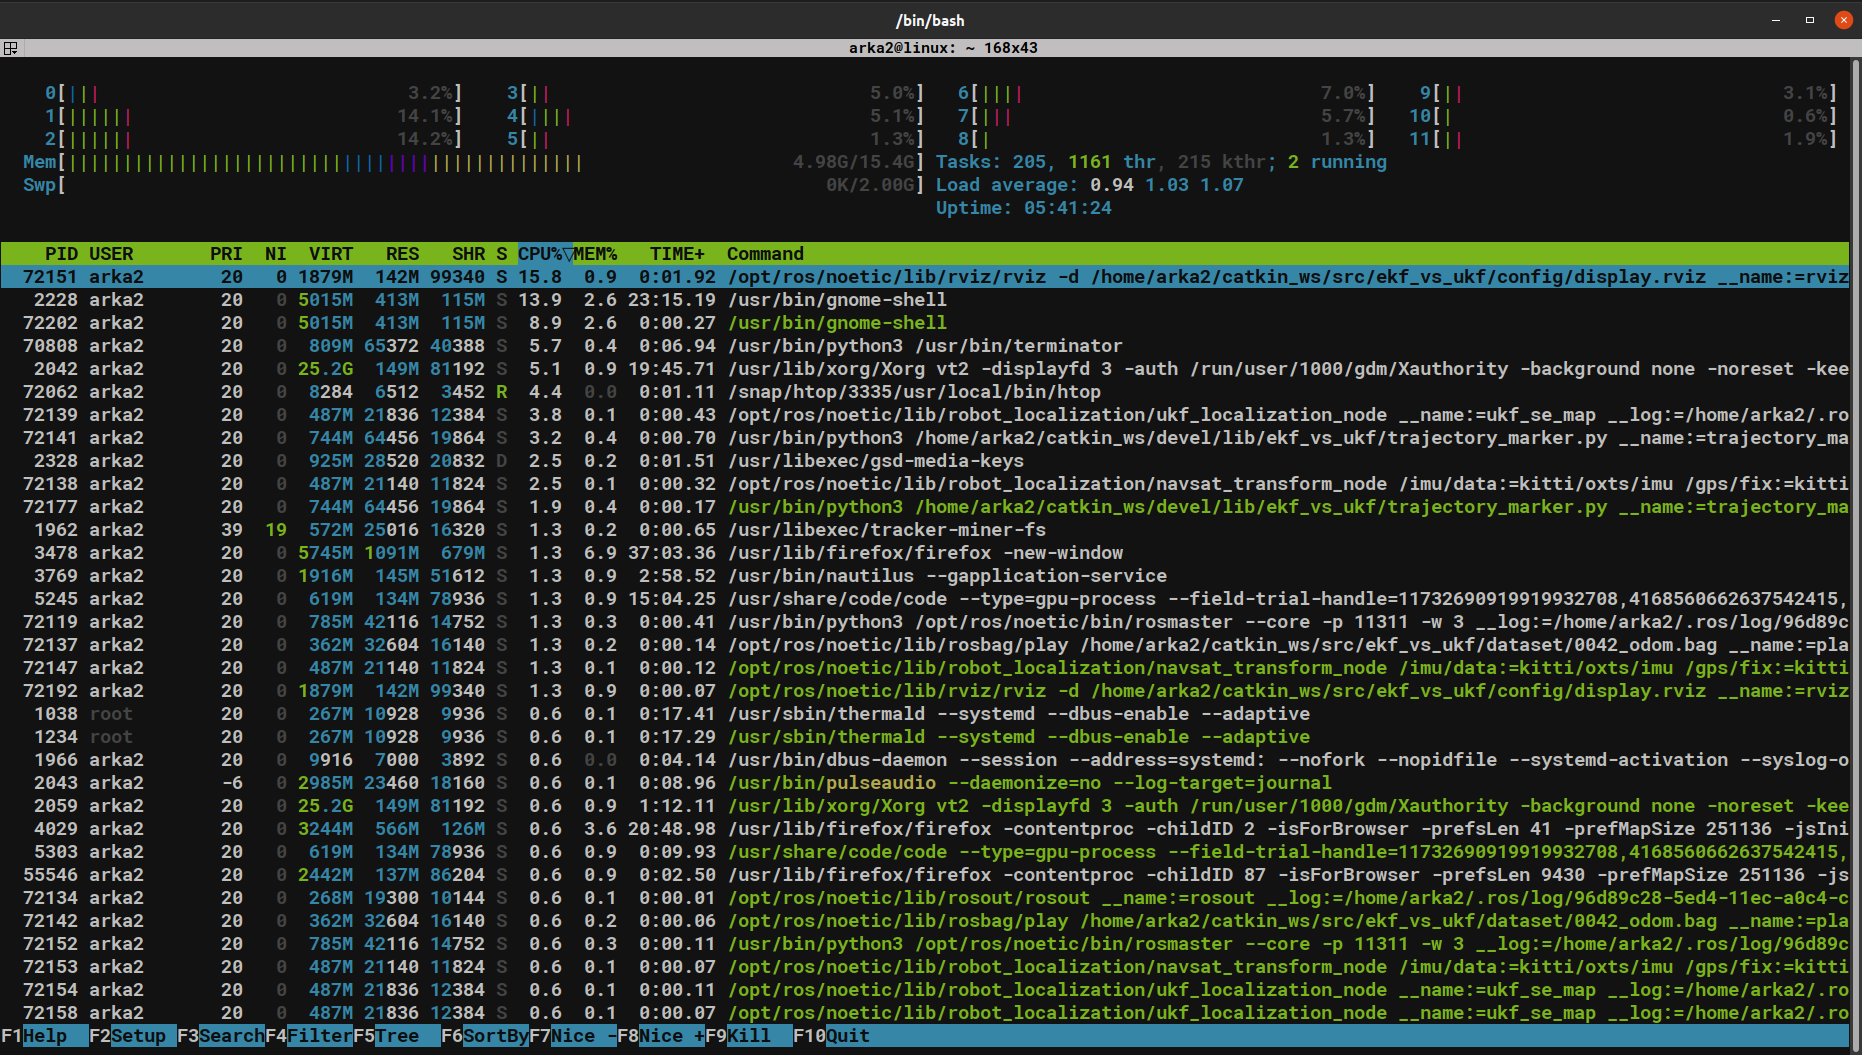 /bin/bash
arka2@linux: ~ 168x43
0[||| 3.2%] 3[|| 5.0%] 6[|||| 7.0%] 9[|| 3.1%]
1[|||||| 14.1%] 4[|||| 5.1%] 7[||| 5.7%] 10[| 0.6%]
2[|||||| 14.2%] 5[|| 1.3%] 8[| 1.3%] 11[|| 1.9%]
Mem[||||||||||||||||||||||||||||||||||||||||||||||| 4.98G/15.4G] Tasks: 205, 1161 thr, 215 kthr; 2 running
Swp[ 0K/2.00G] Load average: 0.94 1.03 1.07
Uptime: 05:41:24
PID USER PRI NI VIRT RES SHR S CPU%▽MEM% TIME+ Command
72151 arka2 20 0 1879M 142M 99340 S 15.8 0.9 0:01.92 /opt/ros/noetic/lib/rviz/rviz -d /home/arka2/catkin_ws/src/ekf_vs_ukf/config/display.rviz __name:=rviz
2228 arka2 20 0 5015M 413M 115M S 13.9 2.6 23:15.19 /usr/bin/gnome-shell
72202 arka2 20 0 5015M 413M 115M S 8.9 2.6 0:00.27 /usr/bin/gnome-shell
70808 arka2 20 0 809M 65372 40388 S 5.7 0.4 0:06.94 /usr/bin/python3 /usr/bin/terminator
2042 arka2 20 0 25.2G 149M 81192 S 5.1 0.9 19:45.71 /usr/lib/xorg/Xorg vt2 -displayfd 3 -auth /run/user/1000/gdm/Xauthority -background none -noreset -kee
72062 arka2 20 0 8284 6512 3452 R 4.4 0.0 0:01.11 /snap/htop/3335/usr/local/bin/htop
72139 arka2 20 0 487M 21836 12384 S 3.8 0.1 0:00.43 /opt/ros/noetic/lib/robot_localization/ukf_localization_node __name:=ukf_se_map __log:=/home/arka2/.ro
72141 arka2 20 0 744M 64456 19864 S 3.2 0.4 0:00.70 /usr/bin/python3 /home/arka2/catkin_ws/devel/lib/ekf_vs_ukf/trajectory_marker.py __name:=trajectory_ma
2328 arka2 20 0 925M 28520 20832 D 2.5 0.2 0:01.51 /usr/libexec/gsd-media-keys
72138 arka2 20 0 487M 21140 11824 S 2.5 0.1 0:00.32 /opt/ros/noetic/lib/robot_localization/navsat_transform_node /imu/data:=kitti/oxts/imu /gps/fix:=kitti
72177 arka2 20 0 744M 64456 19864 S 1.9 0.4 0:00.17 /usr/bin/python3 /home/arka2/catkin_ws/devel/lib/ekf_vs_ukf/trajectory_marker.py __name:=trajectory_ma
1962 arka2 39 19 572M 25016 16320 S 1.3 0.2 0:00.65 /usr/libexec/tracker-miner-fs
3478 arka2 20 0 5745M 1091M 679M S 1.3 6.9 37:03.36 /usr/lib/firefox/firefox -new-window
3769 arka2 20 0 1916M 145M 51612 S 1.3 0.9 2:58.52 /usr/bin/nautilus --gapplication-service
5245 arka2 20 0 619M 134M 78936 S 1.3 0.9 15:04.25 /usr/share/code/code --type=gpu-process --field-trial-handle=11732690919919932708,4168560662637542415,
72119 arka2 20 0 785M 42116 14752 S 1.3 0.3 0:00.41 /usr/bin/python3 /opt/ros/noetic/bin/rosmaster --core -p 11311 -w 3 __log:=/home/arka2/.ros/log/96d89c
72137 arka2 20 0 362M 32604 16140 S 1.3 0.2 0:00.14 /opt/ros/noetic/lib/rosbag/play /home/arka2/catkin_ws/src/ekf_vs_ukf/dataset/0042_odom.bag __name:=pla
72147 arka2 20 0 487M 21140 11824 S 1.3 0.1 0:00.12 /opt/ros/noetic/lib/robot_localization/navsat_transform_node /imu/data:=kitti/oxts/imu /gps/fix:=kitti
72192 arka2 20 0 1879M 142M 99340 S 1.3 0.9 0:00.07 /opt/ros/noetic/lib/rviz/rviz -d /home/arka2/catkin_ws/src/ekf_vs_ukf/config/display.rviz __name:=rviz
1038 root 20 0 267M 10928 9936 S 0.6 0.1 0:17.41 /usr/sbin/thermald --systemd --dbus-enable --adaptive
1234 root 20 0 267M 10928 9936 S 0.6 0.1 0:17.29 /usr/sbin/thermald --systemd --dbus-enable --adaptive
1966 arka2 20 0 9916 7000 3892 S 0.6 0.0 0:04.14 /usr/bin/dbus-daemon --session --address=systemd: --nofork --nopidfile --systemd-activation --syslog-o
2043 arka2 -6 0 2985M 23460 18160 S 0.6 0.1 0:08.96 /usr/bin/pulseaudio --daemonize=no --log-target=journal
2059 arka2 20 0 25.2G 149M 81192 S 0.6 0.9 1:12.11 /usr/lib/xorg/Xorg vt2 -displayfd 3 -auth /run/user/1000/gdm/Xauthority -background none -noreset -kee
4029 arka2 20 0 3244M 566M 126M S 0.6 3.6 20:48.98 /usr/lib/firefox/firefox -contentproc -childID 2 -isForBrowser -prefsLen 41 -prefMapSize 251136 -jsIni
5303 arka2 20 0 619M 134M 78936 S 0.6 0.9 0:09.93 /usr/share/code/code --type=gpu-process --field-trial-handle=11732690919919932708,4168560662637542415,
55546 arka2 20 0 2442M 137M 86204 S 0.6 0.9 0:02.50 /usr/lib/firefox/firefox -contentproc -childID 87 -isForBrowser -prefsLen 9430 -prefMapSize 251136 -js
72134 arka2 20 0 268M 19300 10144 S 0.6 0.1 0:00.01 /opt/ros/noetic/lib/rosout/rosout __name:=rosout __log:=/home/arka2/.ros/log/96d89c28-5ed4-11ec-a0c4-c
72142 arka2 20 0 362M 32604 16140 S 0.6 0.2 0:00.06 /opt/ros/noetic/lib/rosbag/play /home/arka2/catkin_ws/src/ekf_vs_ukf/dataset/0042_odom.bag __name:=pla
72152 arka2 20 0 785M 42116 14752 S 0.6 0.3 0:00.11 /usr/bin/python3 /opt/ros/noetic/bin/rosmaster --core -p 11311 -w 3 __log:=/home/arka2/.ros/log/96d89c
72153 arka2 20 0 487M 21140 11824 S 0.6 0.1 0:00.07 /opt/ros/noetic/lib/robot_localization/navsat_transform_node /imu/data:=kitti/oxts/imu /gps/fix:=kitti
72154 arka2 20 0 487M 21836 12384 S 0.6 0.1 0:00.11 /opt/ros/noetic/lib/robot_localization/ukf_localization_node __name:=ukf_se_map __log:=/home/arka2/.ro
72158 arka2 20 0 487M 21836 12384 S 0.6 0.1 0:00.07 /opt/ros/noetic/lib/robot_localization/ukf_localization_node __name:=ukf_se_map __log:=/home/arka2/.ro
F1Help F2Setup F3SearchF4FilterF5Tree F6SortByF7Nice -F8Nice +F9Kill F10Quit